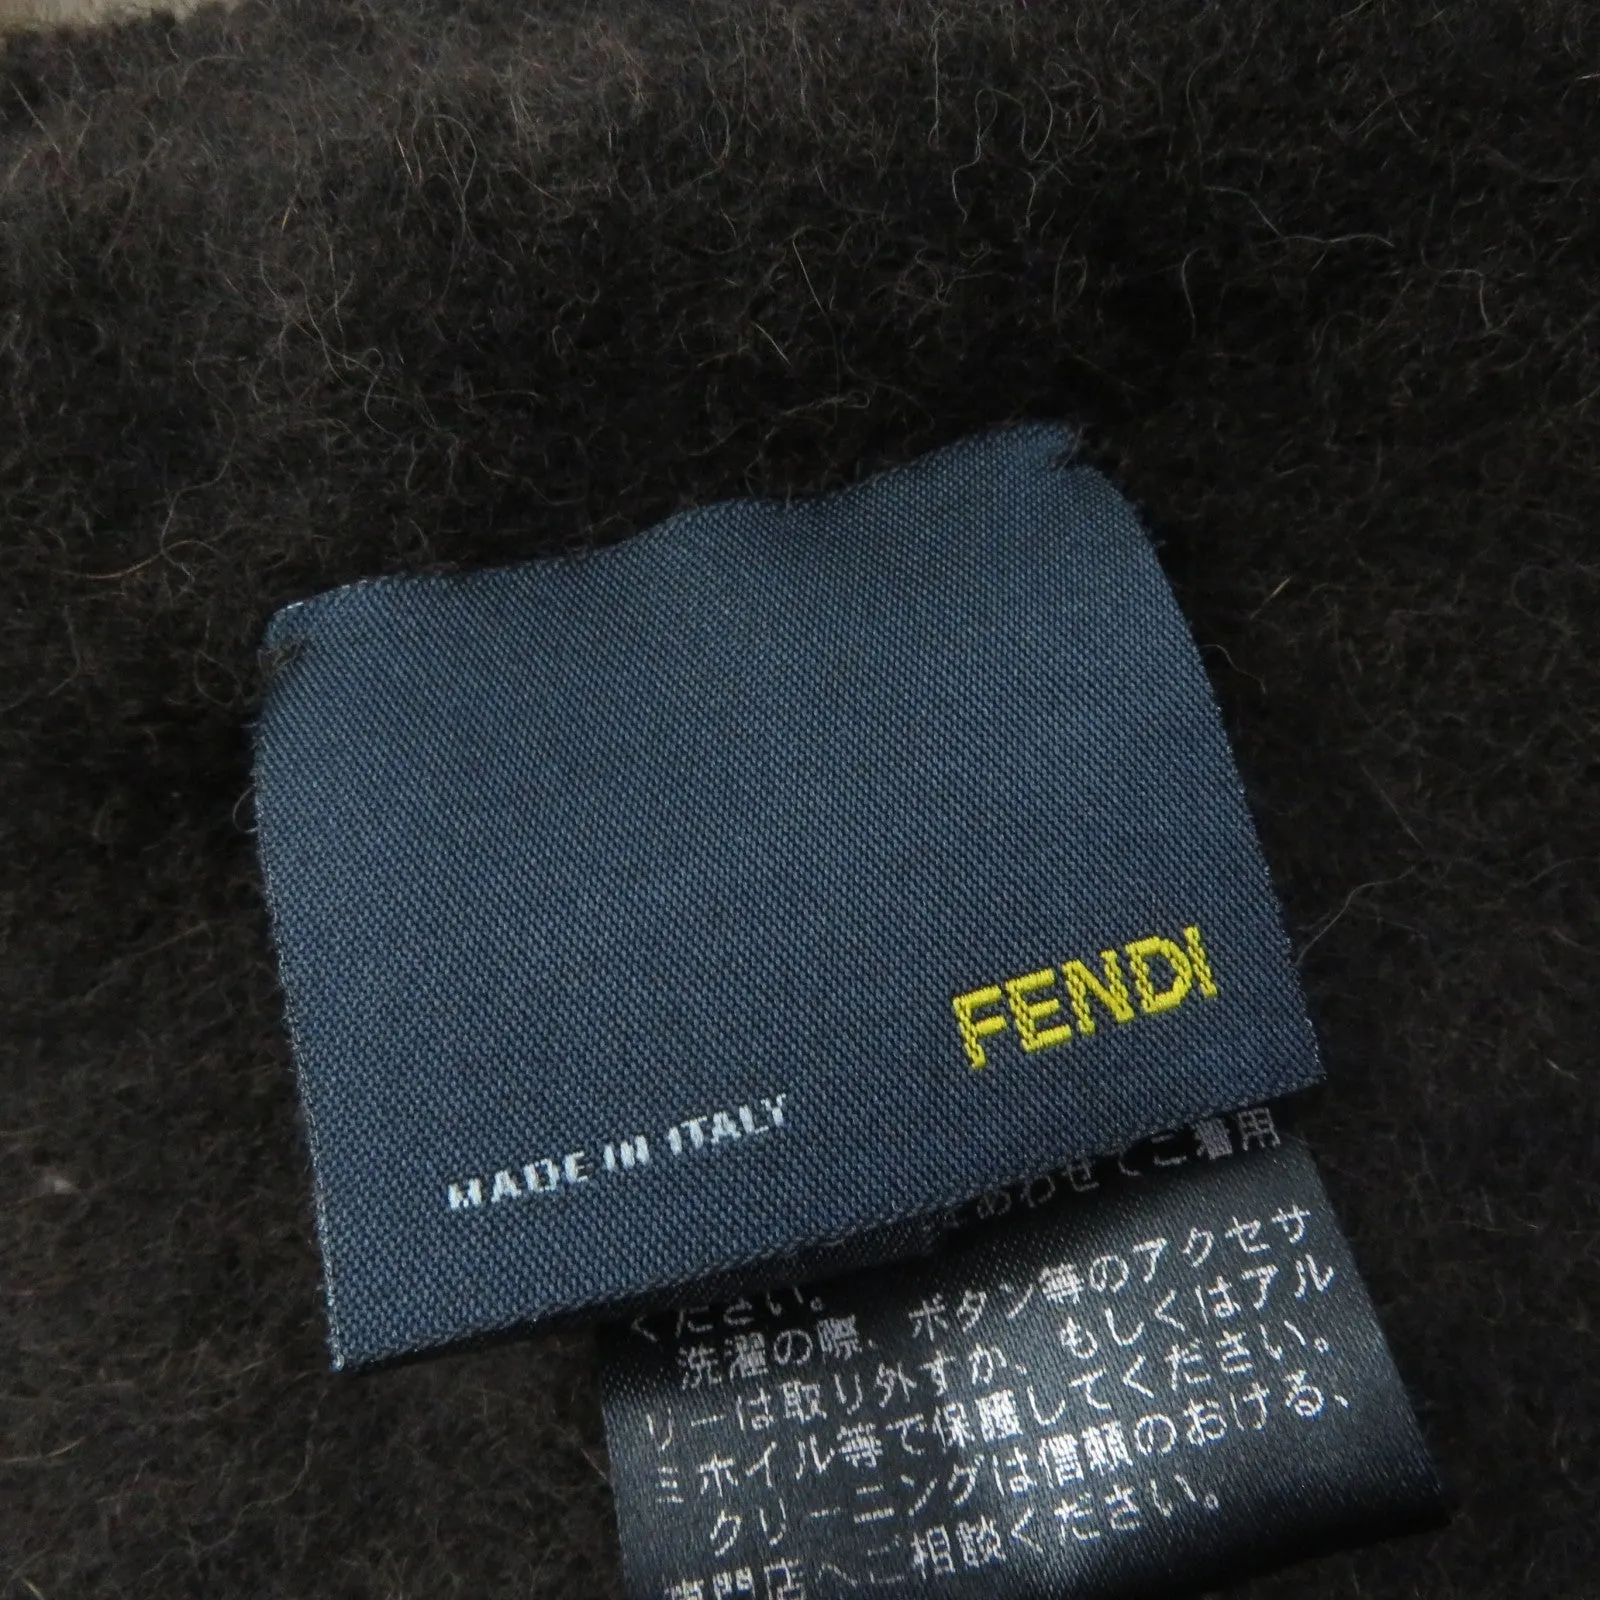 FENDI
MADE IN ITALY
あわせてご着用
ください。
洗濯の際、ボタン等のアクセサ
リーは取り外すか、もしくはアル
ミホイル等で保護してください。
クリーニングは信頼のおける、
専門店へご相談ください。